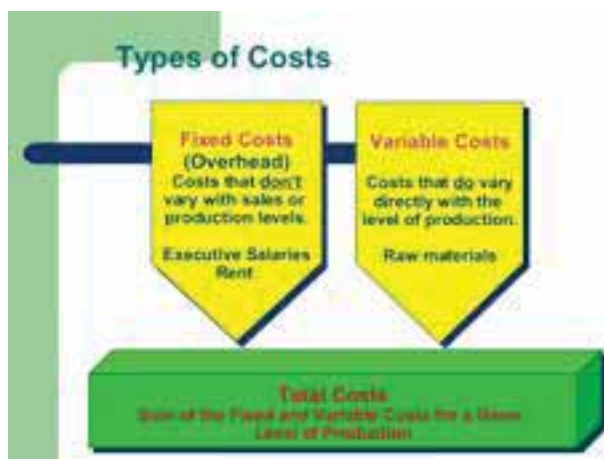 Types of Costs
Fixed Costs
(Overhead)
Costs that don't
vary with sales or
production levels.
Executive Salaries
Rent
Variable Costs
Costs that do vary
directly with the
level of production.
Raw materials
Total Costs
Sum of the Fixed and Variable Costs for a Given
Level of Production